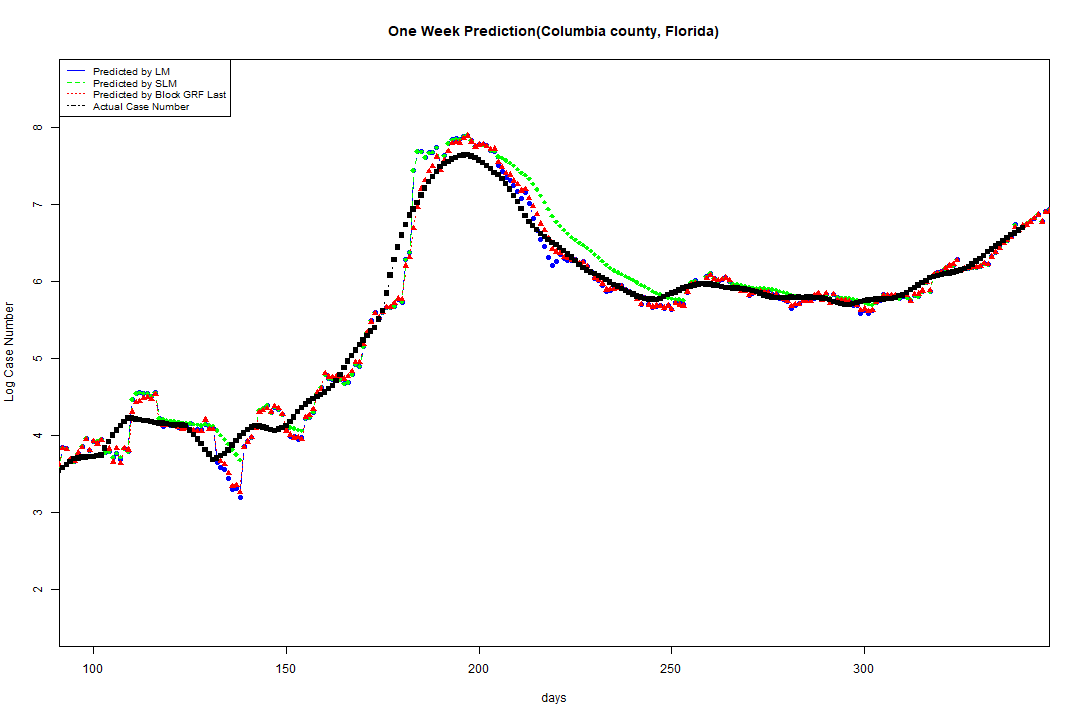 One Week Prediction(Columbia county, Florida)
Predicted by LM
Predicted by SLM
Predicted by Block GRF Last
Actual Case Number
8
7
6
5
4
3
2
Log Case Number
100 150 200 250 300
days